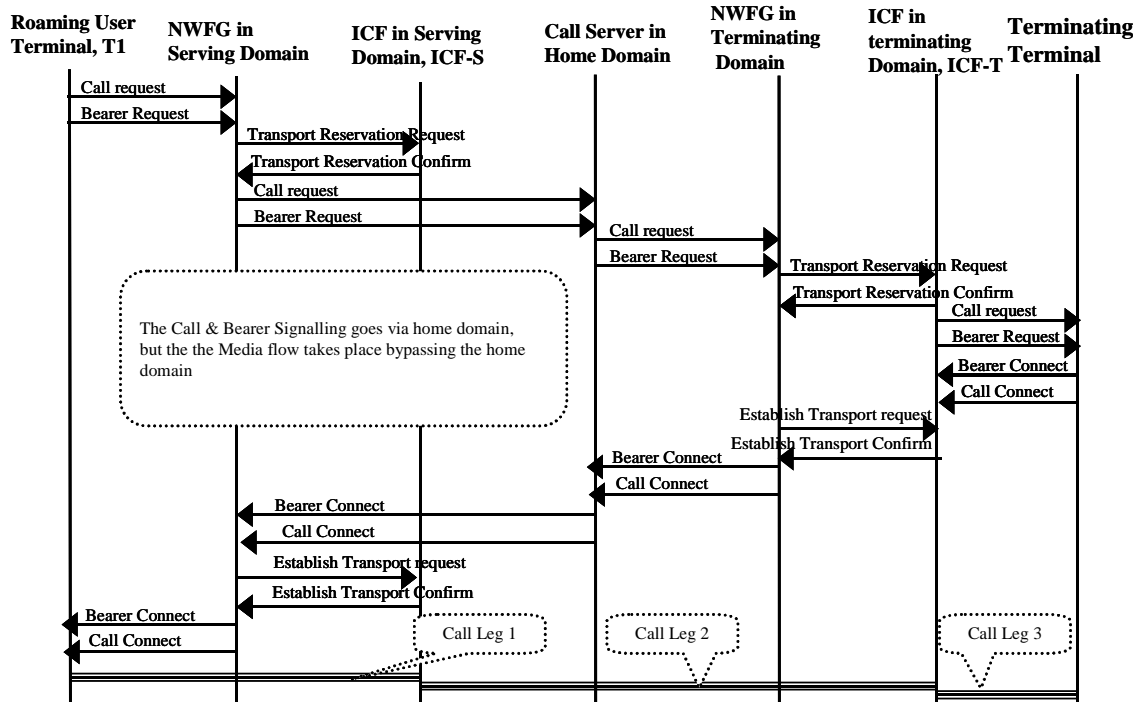 Roaming User
Terminal, T1
NWFG in
Serving Domain
ICF in Serving
Domain, ICF-S
Call Server in
Home Domain
NWFG in
Terminating
Domain
ICF in
terminating
Domain, ICF-T
Terminating
Terminal
Call request
Bearer Request
Transport Reservation Request
Transport Reservation Confirm
Call request
Bearer Request
Call request
Bearer Request
Transport Reservation Request
Transport Reservation Confirm
Call request
Bearer Request
Bearer Connect
Call Connect
The Call & Bearer Signalling goes via home domain,
but the the Media flow takes place bypassing the home
domain
Establish Transport request
Establish Transport Confirm
Bearer Connect
Call Connect
Bearer Connect
Call Connect
Establish Transport request
Establish Transport Confirm
Bearer Connect
Call Connect
Call Leg 1
Call Leg 2
Call Leg 3